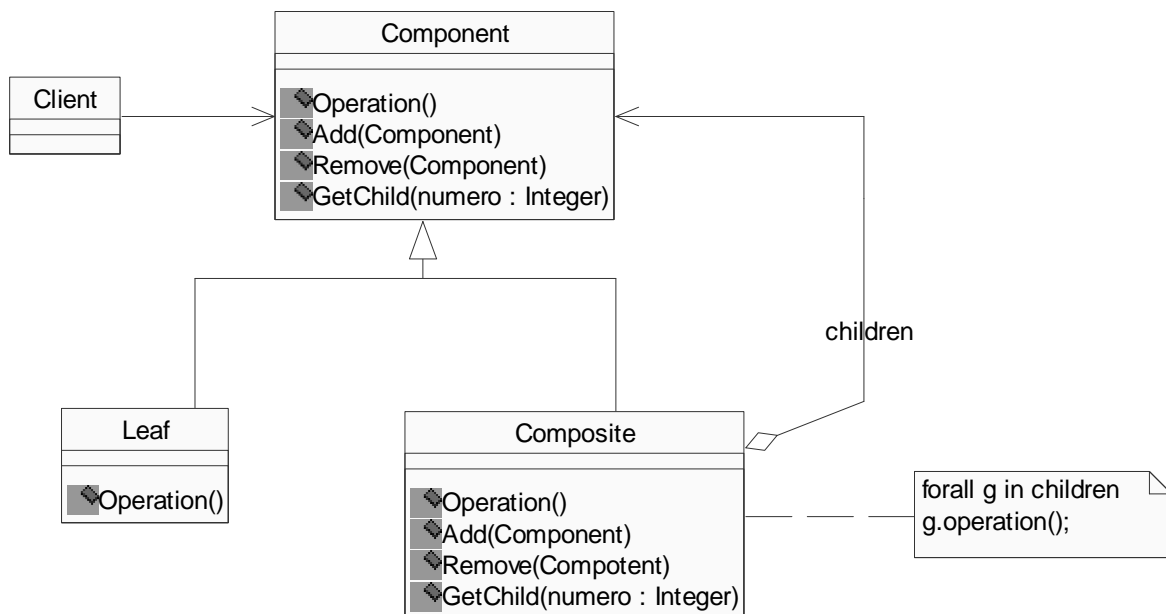 Component
Operation()
Add(Component)
Remove(Component)
GetChild(numero : Integer)
Client
children
Leaf
Operation()
Composite
Operation()
Add(Component)
Remove(Compotent)
GetChild(numero : Integer)
forall g in children
g.operation();